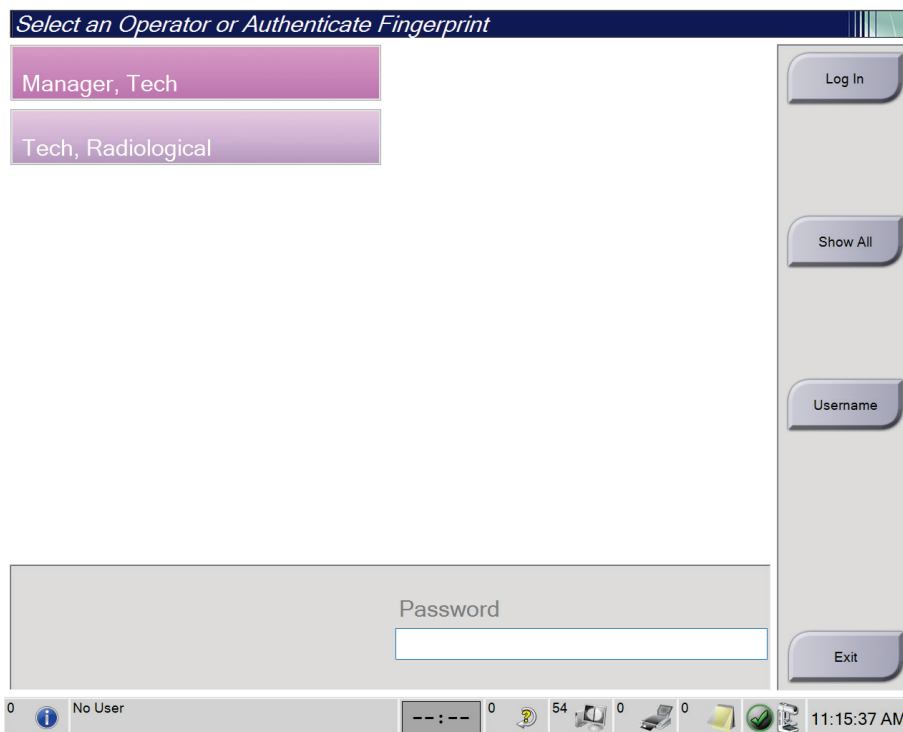 Select an Operator or Authenticate Fingerprint
Manager, Tech
Log In
Tech, Radiological
Show All
Username
Password
Exit
0
No User
--:--
0
54
0
0
11:15:37 AM